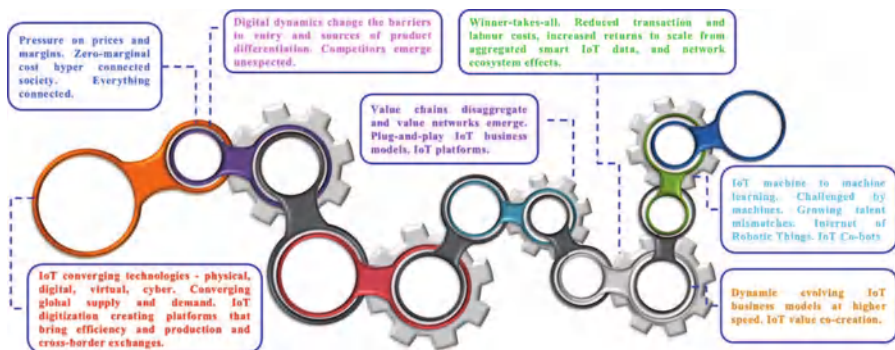 Pressure on prices and
margins. Zero-marginal
cost hyper connected
society. Everything
connected.
Digital dynamics change the barriers
to entry and sources of product
differentiation. Competitors emerge
unexpected.
Winner-takes-all. Reduced transaction and
labour costs, increased returns to scale from
aggregated smart IoT data, and network
ecosystem effects.
Value chains disaggregate
and value networks emerge.
Plug-and-play IoT business
models. IoT platforms.
IoT machine to machine
learning. Challenged by
machines. Growing talent
mismatches. Internet of
Robotic Things. IoT Co-bots.
IoT converging technologies - physical,
digital, virtual, cyber. Converging
global supply and demand. IoT
digitization creating platforms that
bring efficiency and production and
cross-border exchanges.
Dynamic evolving IoT
business models at higher
speed. IoT value co-creation.